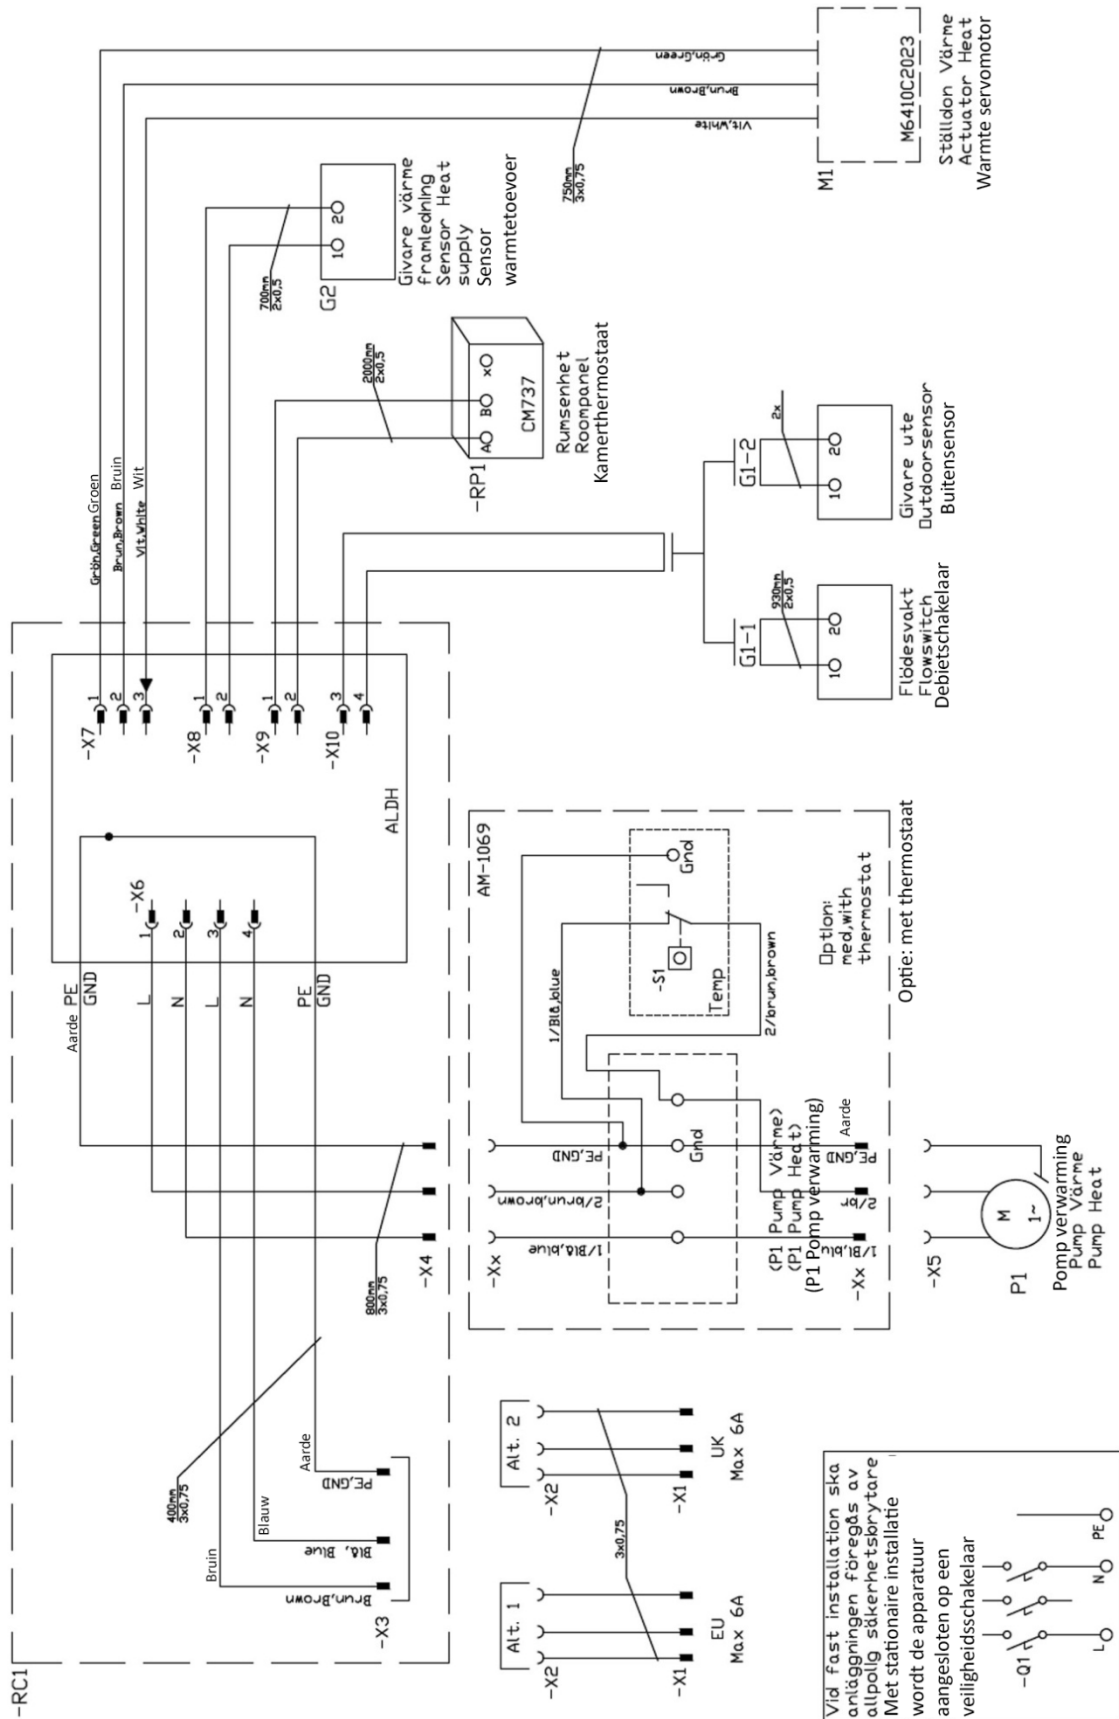 -RC1
Grön,Green Groen
Brun,Brown Bruin
Vit,White Wit
Grön,Green
Brun,Brown
Vit,White
750mm
3x0,75
M1
M6410C2023
Ställdon Värme
Actuator Heat
Warmte servomotor
700mm
2x0,5
G2
1 2
Givare värme
framledning
Sensor Heat
supply
Sensor
warmtetoevoer
2000mm
2x0,5
-RP1
A B x
CM737
Rumsenhet
Roompanel
Kamerthermostaat
-X7
1
2
3
-X8
1
2
-X9
1
2
-X10
3
4
ALDH
-X6
1
2
3
4
Aarde PE
GND
L
N
L
N
PE
GND
G1-1
930mm
2x0,5
1 2
Flödesvakt
Flowswitch
Debietschakelaar
G1-2
2x
1 2
Givare ute
Outdoorsensor
Buitensensor
400mm
3x0,75
Bruin
Brun,Brown
Blauw
Blå, Blue
Aarde
PE,GND
-X3
800mm
3x0,75
-X4
AM-1069
-Xx
1/Blå,blue
2/brun,brown
PE,GND
Gnd
1/Blå,blue
2/brun,brown
-S1
Temp
Gnd
Option:
med,with
thermostat
Optie: met thermostaat
(P1 Pump Värme)
(P1 Pump Heat)
(P1 Pomp verwarming)
-Xx
1/Bl,blu
2/br
PE,GND
Aarde
-X5
M
1~
P1
Pomp verwarming
Pump Värme
Pump Heat
Alt. 1
-X2
-X1
EU
Max 6A
3x0,75
Alt. 2
-X2
-X1
UK
Max 6A
Vid fast installation ska
anläggningen föregås av
allpolig säkerhetsbrytare
Met stationaire installatie
wordt de apparatuur
aangesloten op een
veiligheidsschakelaar
-Q1
L N PE